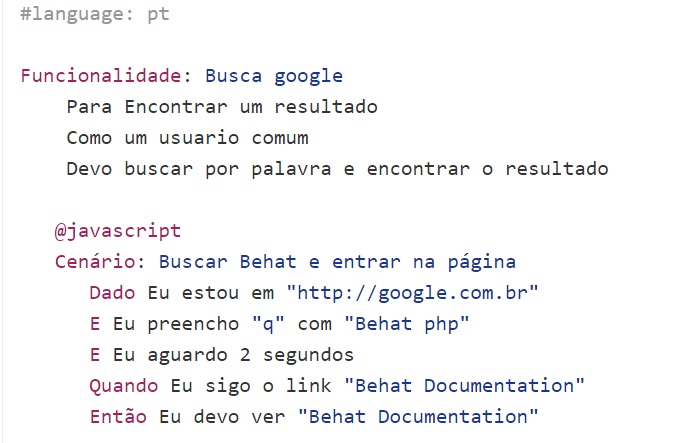 #language: pt
Funcionalidade: Busca google
Para Encontrar um resultado
Como um usuario comum
Devo buscar por palavra e encontrar o resultado
@javascript
Cenário: Buscar Behat e entrar na página
Dado Eu estou em "http://google.com.br"
E Eu preencho "q" com "Behat php"
E Eu aguardo 2 segundos
Quando Eu sigo o link "Behat Documentation"
Então Eu devo ver "Behat Documentation"